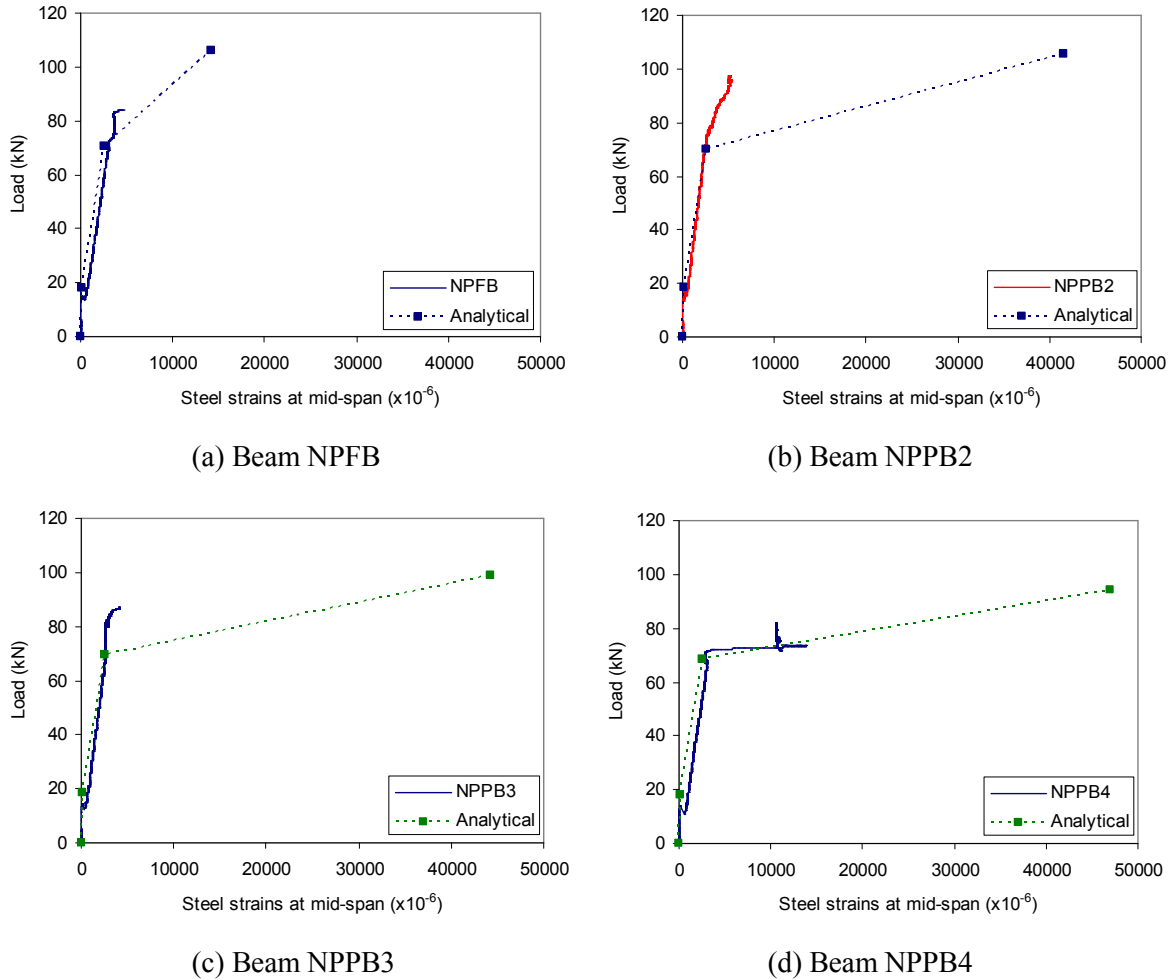 120
100
80
60
40
20
0
Load (kN)
NPFB
Analytical
0 10000 20000 30000 40000 50000
Steel strains at mid-span (x10-6)
(a) Beam NPFB
120
100
80
60
40
20
0
Load (kN)
NPPB2
Analytical
0 10000 20000 30000 40000 50000
Steel strains at mid-span (x10-6)
(b) Beam NPPB2
120
100
80
60
40
20
0
Load (kN)
NPPB3
Analytical
0 10000 20000 30000 40000 50000
Steel strains at mid-span (x10-6)
(c) Beam NPPB3
120
100
80
60
40
20
0
Load (kN)
NPPB4
Analytical
0 10000 20000 30000 40000 50000
Steel strains at mid-span (x10-6)
(d) Beam NPPB4